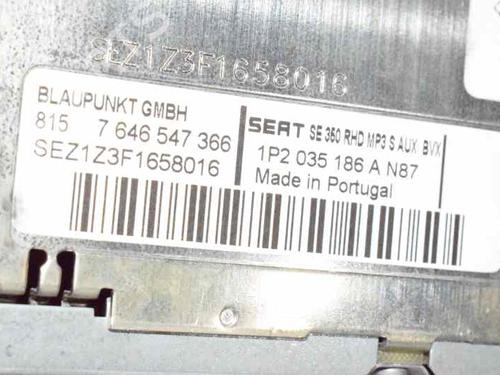 SEZ1Z3F1658016
BLAUPUNKT GMBH
815 7 646 547 366
SEZ1Z3F1658016
SEAT SE 350 RHD MP3 S AUX BVX
1P2 035 186 A N87
Made in Portugal